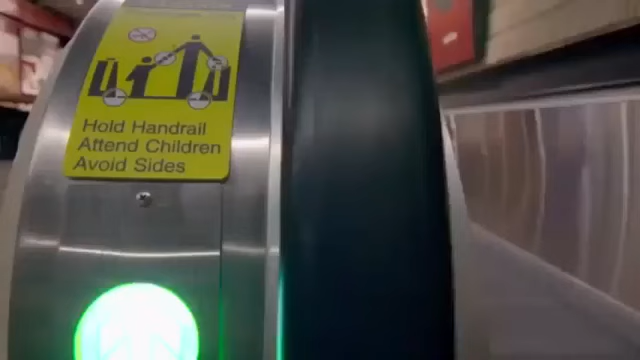 Hold Handrail
Attend Children
Avoid Sides